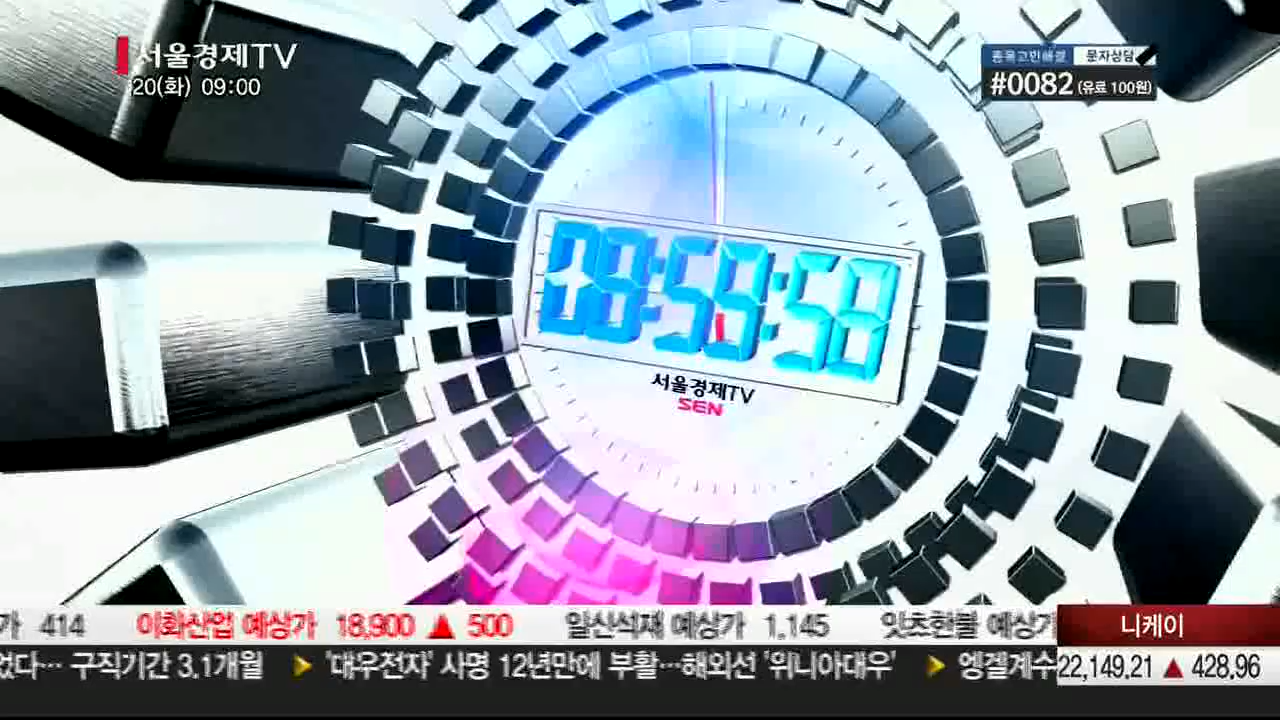 서울경제TV
20(화) 09:00
종목고민해결 문자상담
#0082 (유료 100원)
08:59:58
서울경제TV
SEN
가 414 이화산업 예상가 18,900 ▲ 500 일신석재 예상가 1,145 잇츠한불 예상가
니케이
었다… 구직기간 3.1개월 ▶ '대우전자' 사명 12년만에 부활…해외선 '위니아대우' ▶ 엥겔계수
22,149.21 ▲ 428.96